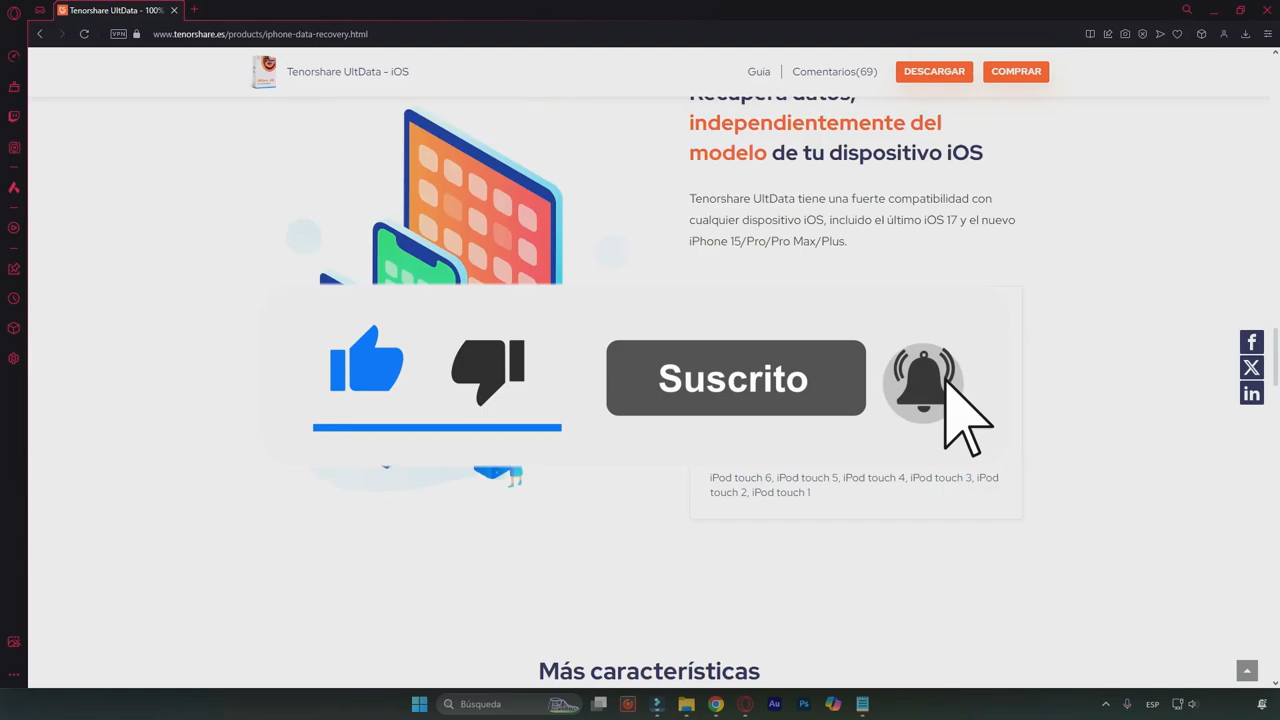 Tenorshare UltData - 100%
VPN
www.tenorshare.es/products/iphone-data-recovery.html
Tenorshare UltData - iOS
Guía
Comentarios(69)
DESCARGAR
COMPRAR
Recupera datos,
independientemente del
modelo de tu dispositivo iOS
Tenorshare UltData tiene una fuerte compatibilidad con
cualquier dispositivo iOS, incluido el último iOS 17 y el nuevo
iPhone 15/Pro/Pro Max/Plus.
Suscrito
iPod touch 6, iPod touch 5, iPod touch 4, iPod touch 3, iPod
touch 2, iPod touch 1
Más características
Búsqueda
Au
Ps
ESP